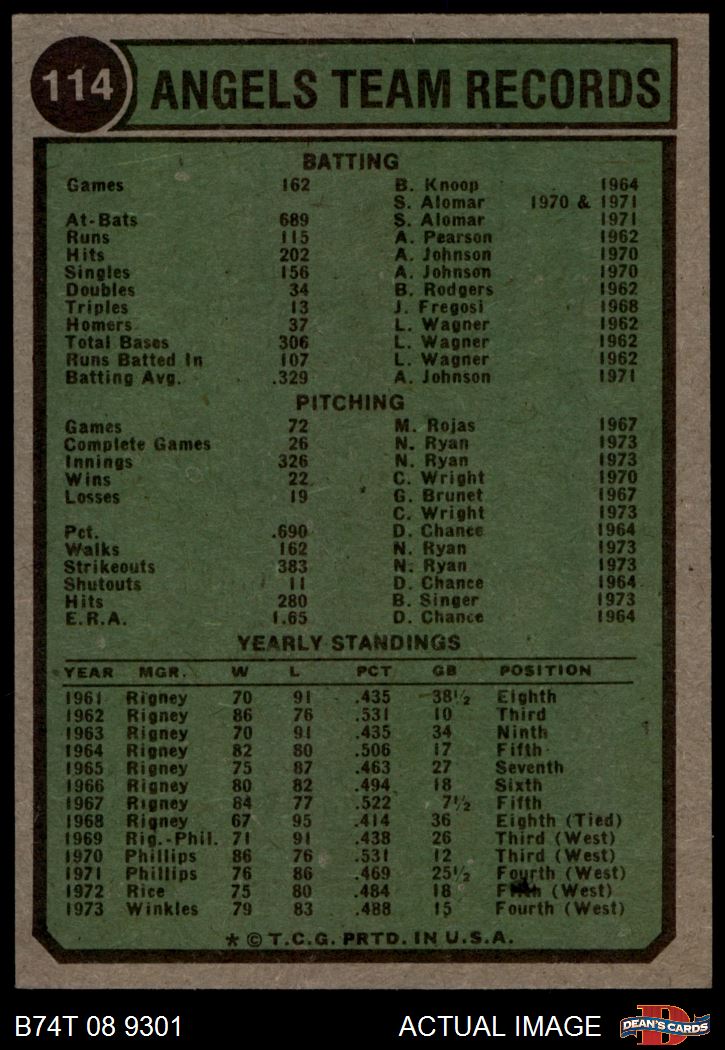 114 ANGELS TEAM RECORDS
BATTING
Games 162 B. Knoop 1964
S. Alomar 1970 & 1971
At-Bats 689 S. Alomar 1971
Runs 115 A. Pearson 1962
Hits 202 A. Johnson 1970
Singles 156 A. Johnson 1970
Doubles 34 B. Rodgers 1962
Triples 13 J. Fregosi 1968
Homers 37 L. Wagner 1962
Total Bases 306 L. Wagner 1962
Runs Batted In 107 L. Wagner 1962
Batting Avg. .329 A. Johnson 1971
PITCHING
Games 72 M. Rojas 1967
Complete Games 26 N. Ryan 1973
Innings 326 N. Ryan 1973
Wins 22 C. Wright 1970
Losses 19 G. Brunet 1967
C. Wright 1973
Pct. .690 D. Chance 1964
Walks 162 N. Ryan 1973
Strikeouts 383 N. Ryan 1973
Shutouts 11 D. Chance 1964
Hits 280 B. Singer 1973
E.R.A. 1.65 D. Chance 1964
YEARLY STANDINGS
YEAR MGR. W L PCT GB POSITION
1961 Rigney 70 91 .435 38½ Eighth
1962 Rigney 86 76 .531 10 Third
1963 Rigney 70 91 .435 34 Ninth
1964 Rigney 82 80 .506 17 Fifth
1965 Rigney 75 87 .463 27 Seventh
1966 Rigney 80 82 .494 18 Sixth
1967 Rigney 84 77 .522 7½ Fifth
1968 Rigney 67 95 .414 36 Eighth (Tied)
1969 Rig.-Phil. 71 91 .438 26 Third (West)
1970 Phillips 86 76 .531 12 Third (West)
1971 Phillips 76 86 .469 25½ Fourth (West)
1972 Rice 75 80 .484 18 Fifth (West)
1973 Winkles 79 83 .488 15 Fourth (West)
* © T.C.G. PRTD. IN U.S.A.
B74T 08 9301 ACTUAL IMAGE DEAN'S CARDS